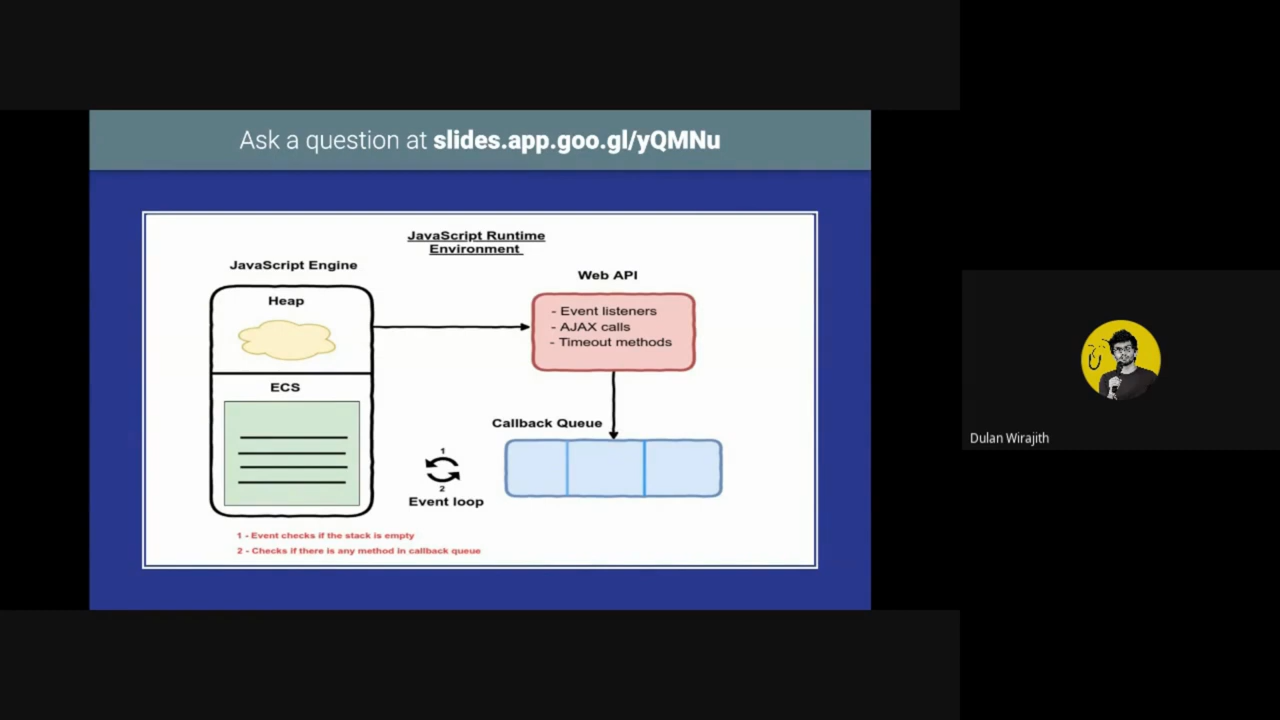 Ask a question at slides.app.goo.gl/yQMNu
JavaScript Runtime
Environment
JavaScript Engine
Heap
ECS
Web API
- Event listeners
- AJAX calls
- Timeout methods
Callback Queue
1
2
Event loop
1 - Event checks if the stack is empty
2 - Checks if there is any method in callback queue
Dulan Wirajith